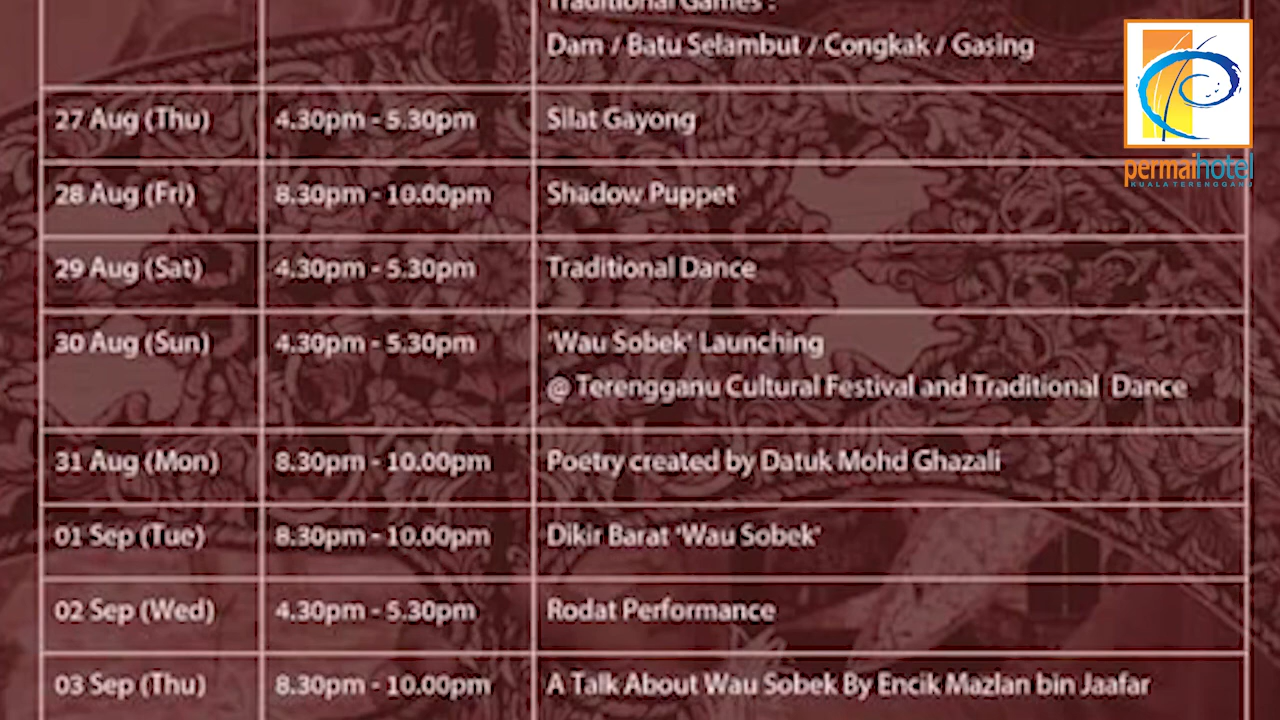 Traditional Games :
Dam / Batu Selambut / Congkak / Gasing
27 Aug (Thu) 4.30pm - 5.30pm Silat Gayong
28 Aug (Fri) 8.30pm - 10.00pm Shadow Puppet
29 Aug (Sat) 4.30pm - 5.30pm Traditional Dance
30 Aug (Sun) 4.30pm - 5.30pm 'Wau Sobek' Launching
@ Terengganu Cultural Festival and Traditional Dance
31 Aug (Mon) 8.30pm - 10.00pm Poetry created by Datuk Mohd Ghazali
01 Sep (Tue) 8.30pm - 10.00pm Dikir Barat 'Wau Sobek'
02 Sep (Wed) 4.30pm - 5.30pm Rodat Performance
03 Sep (Thu) 8.30pm - 10.00pm A Talk About Wau Sobek By Encik Mazlan bin Jaafar
permaihotel
KUALA TERENGGANU